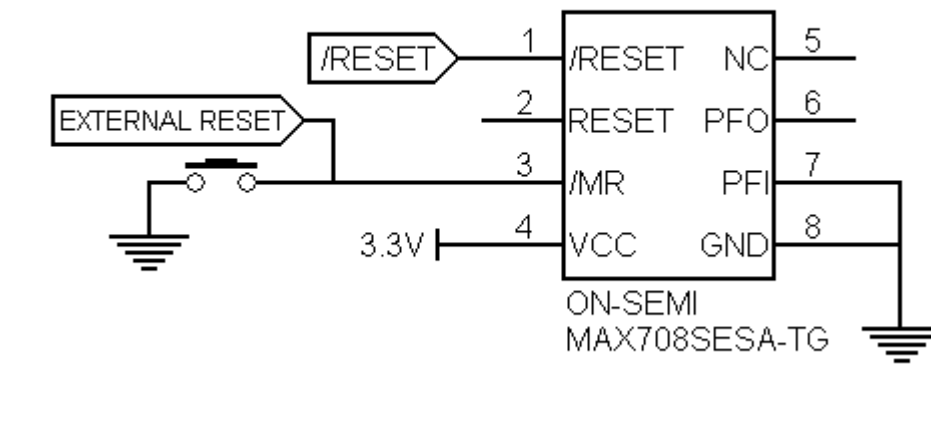 /RESET
1
/RESET
NC
5
EXTERNAL RESET
2
RESET
PFO
6
3
/MR
PFI
7
3.3V
4
VCC
GND
8
ON-SEMI
MAX708SESA-TG